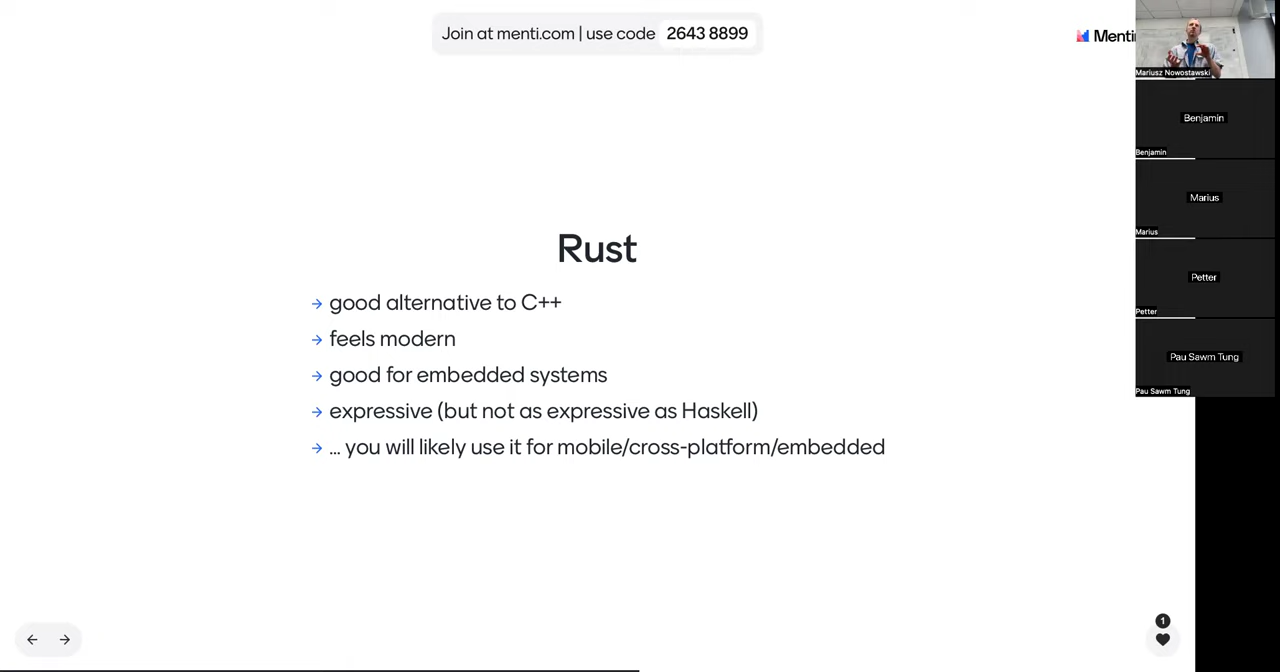 Join at menti.com | use code 2643 8899
Menti
Rust
→ good alternative to C++
→ feels modern
→ good for embedded systems
→ expressive (but not as expressive as Haskell)
→ ... you will likely use it for mobile/cross-platform/embedded
Mariusz Nowostawski
Benjamin
Benjamin
Marius
Marius
Petter
Petter
Pau Sawm Tung
Pau Sawm Tung
1